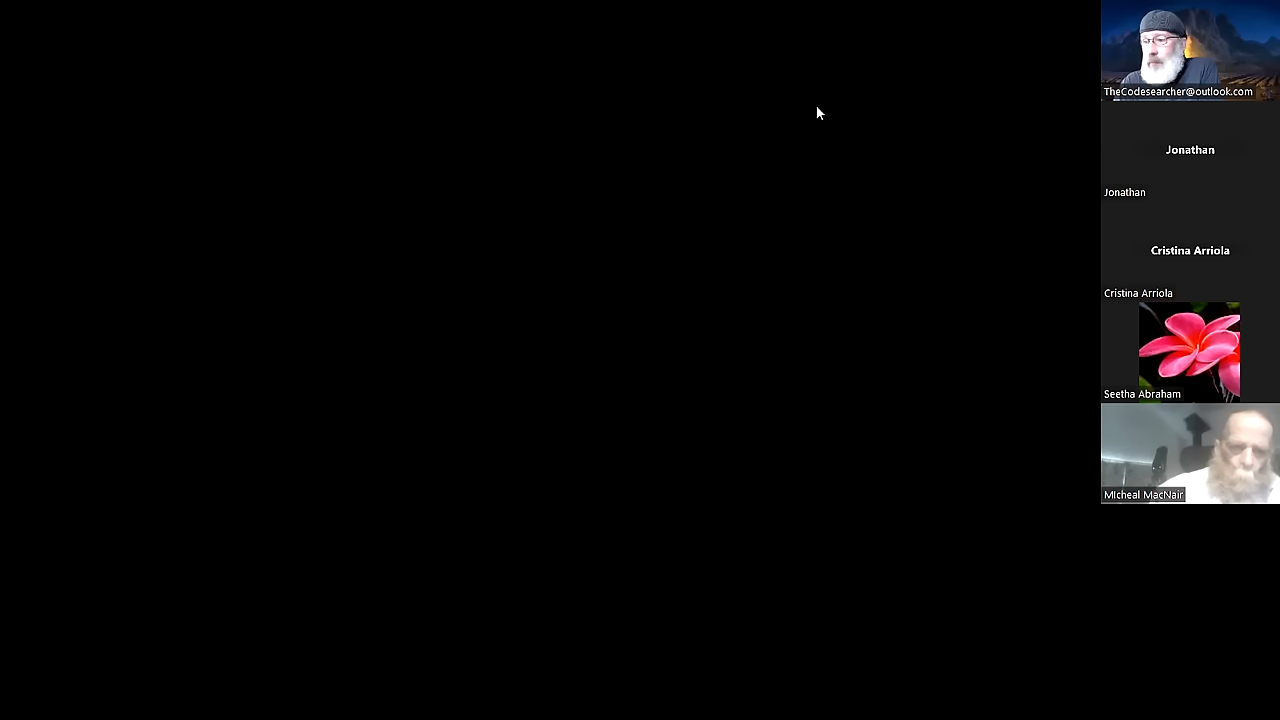 TheCodesearcher@outlook.com
Jonathan
Jonathan
Cristina Arriola
Cristina Arriola
Seetha Abraham
MIcheal MacNair